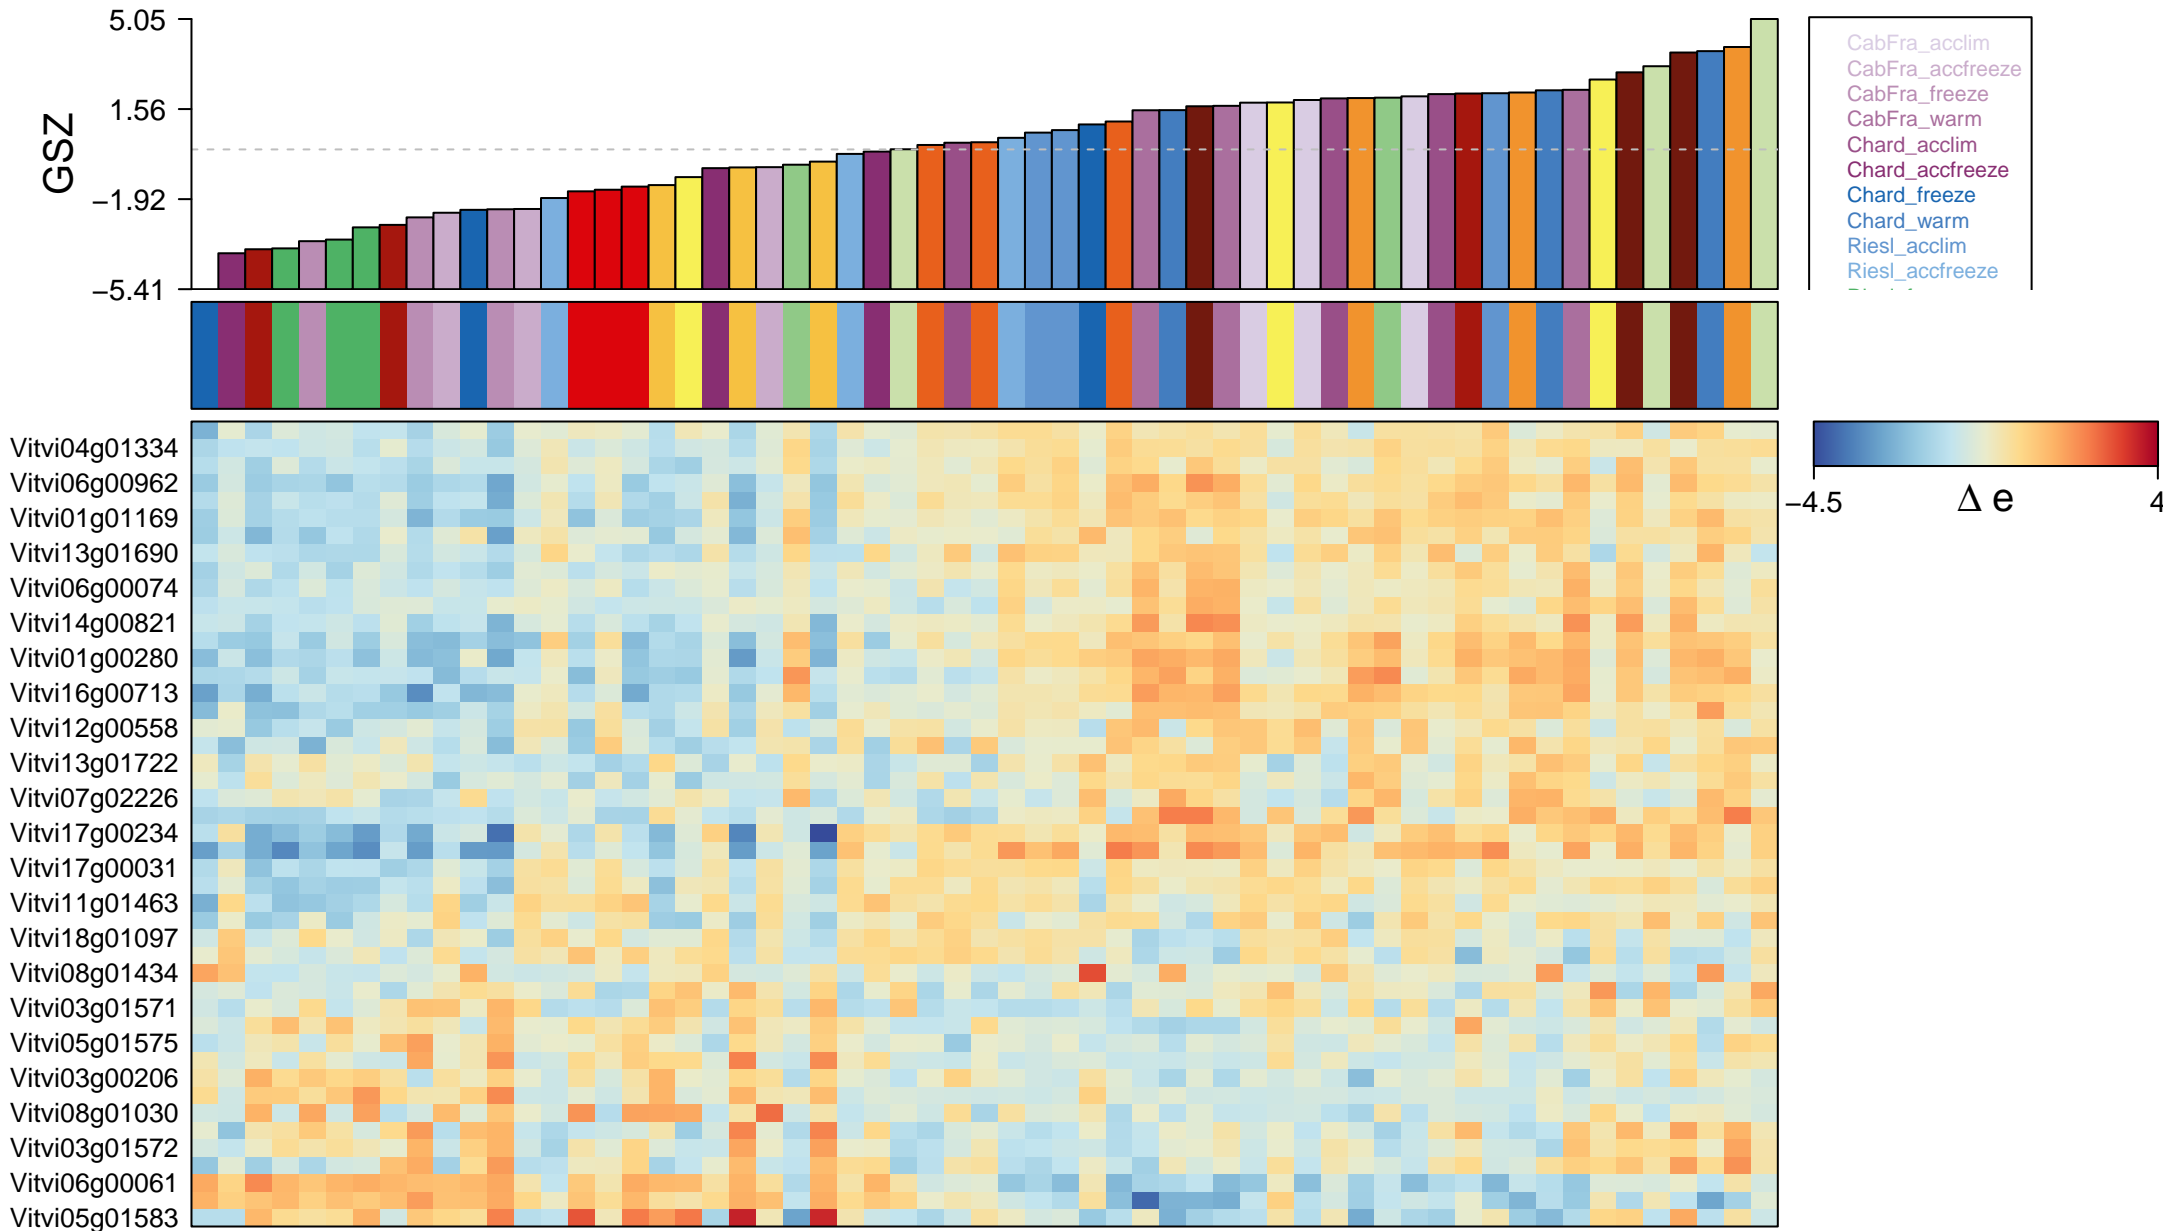 5.05
1.56
−1.92
−5.41
GSZ
CabFra_acclim
CabFra_accfreeze
CabFra_freeze
CabFra_warm
Chard_acclim
Chard_accfreeze
Chard_freeze
Chard_warm
Riesl_acclim
Riesl_accfreeze
−4.5
Δ e
4
Vitvi04g01334
Vitvi06g00962
Vitvi01g01169
Vitvi13g01690
Vitvi06g00074
Vitvi14g00821
Vitvi01g00280
Vitvi16g00713
Vitvi12g00558
Vitvi13g01722
Vitvi07g02226
Vitvi17g00234
Vitvi17g00031
Vitvi11g01463
Vitvi18g01097
Vitvi08g01434
Vitvi03g01571
Vitvi05g01575
Vitvi03g00206
Vitvi08g01030
Vitvi03g01572
Vitvi06g00061
Vitvi05g01583